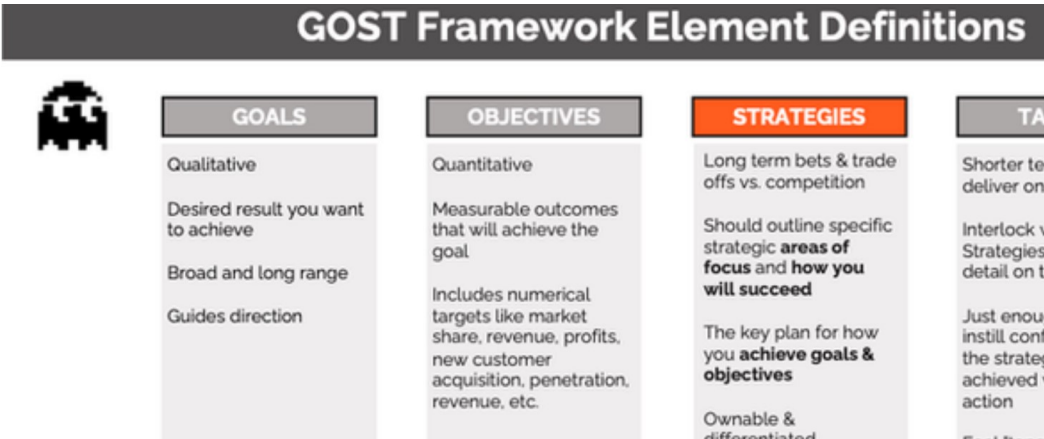 GOST Framework Element Definitions
GOALS
Qualitative
Desired result you want
to achieve
Broad and long range
Guides direction
OBJECTIVES
Quantitative
Measurable outcomes
that will achieve the
goal
Includes numerical
targets like market
share, revenue, profits,
new customer
acquisition, penetration,
revenue, etc.
STRATEGIES
Long term bets & trade
offs vs. competition
Should outline specific
strategic areas of
focus and how you
will succeed
The key plan for how
you achieve goals &
objectives
Ownable &
differentiated
TA
Shorter te
deliver on
Interlock
Strategies
detail on t
Just enou
instill conf
the strate
achieved
action